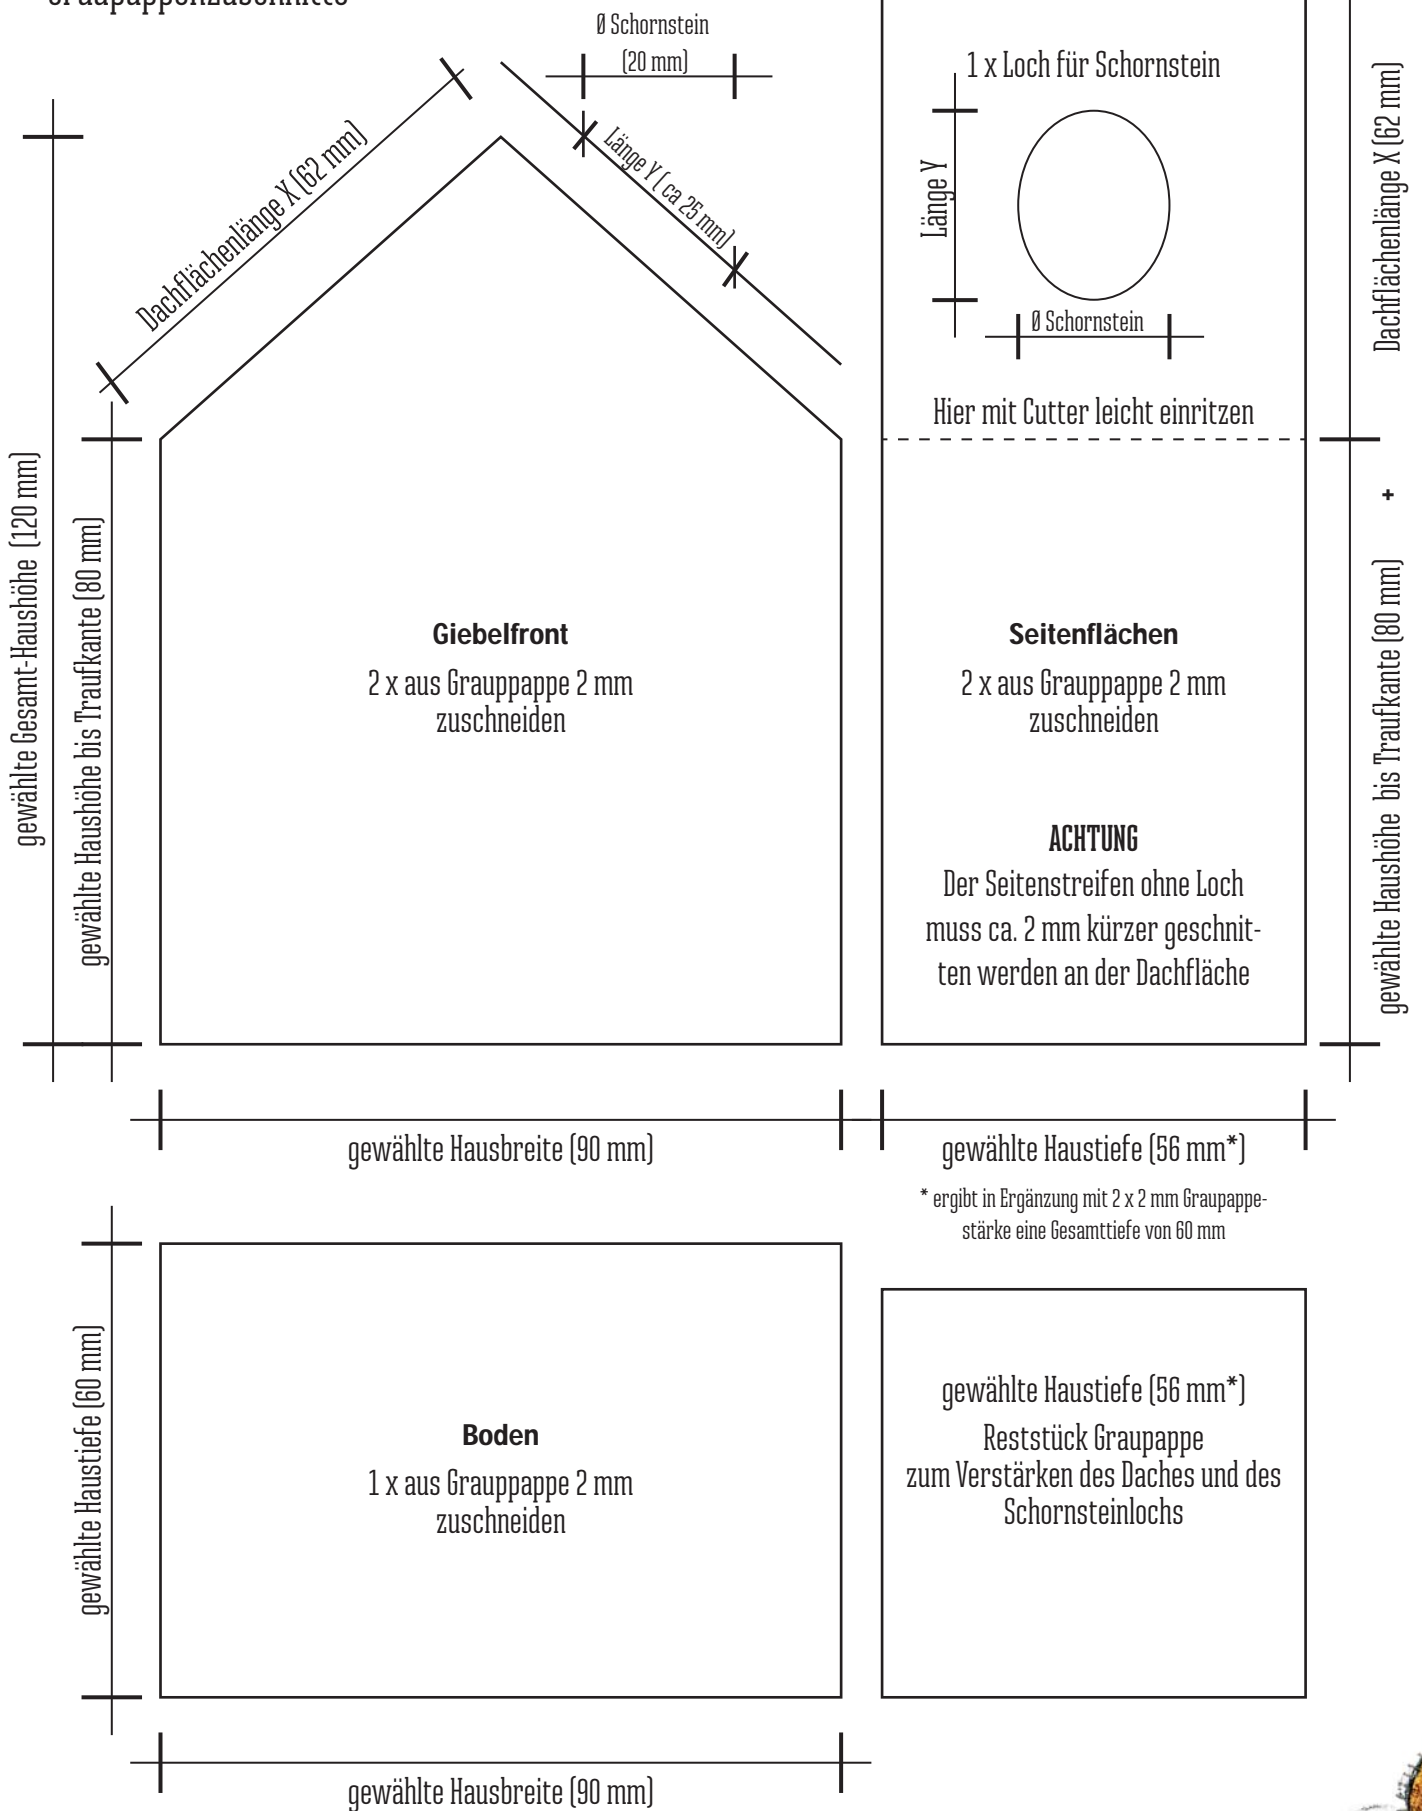 Ø Schornstein
(20 mm)
Dachflächenlänge X (62 mm)
Länge Y ( ca 25 mm)
gewählte Gesamt-Haushöhe (120 mm)
gewählte Haushöhe bis Traufkante (80 mm)
Giebelfront
2 x aus Grauppappe 2 mm
zuschneiden
gewählte Hausbreite (90 mm)
1 x Loch für Schornstein
Länge Y
Ø Schornstein
Hier mit Cutter leicht einritzen
Seitenflächen
2 x aus Grauppappe 2 mm
zuschneiden
ACHTUNG
Der Seitenstreifen ohne Loch
muss ca. 2 mm kürzer geschnit-
ten werden an der Dachfläche
Dachflächenlänge X (62 mm)
+
gewählte Haushöhe bis Traufkante (80 mm)
gewählte Haustiefe (56 mm*)
* ergibt in Ergänzung mit 2 x 2 mm Graupappe-
stärke eine Gesamttiefe von 60 mm
gewählte Haustiefe (60 mm)
Boden
1 x aus Grauppappe 2 mm
zuschneiden
gewählte Hausbreite (90 mm)
gewählte Haustiefe (56 mm*)
Reststück Graupappe
zum Verstärken des Daches und des
Schornsteinlochs